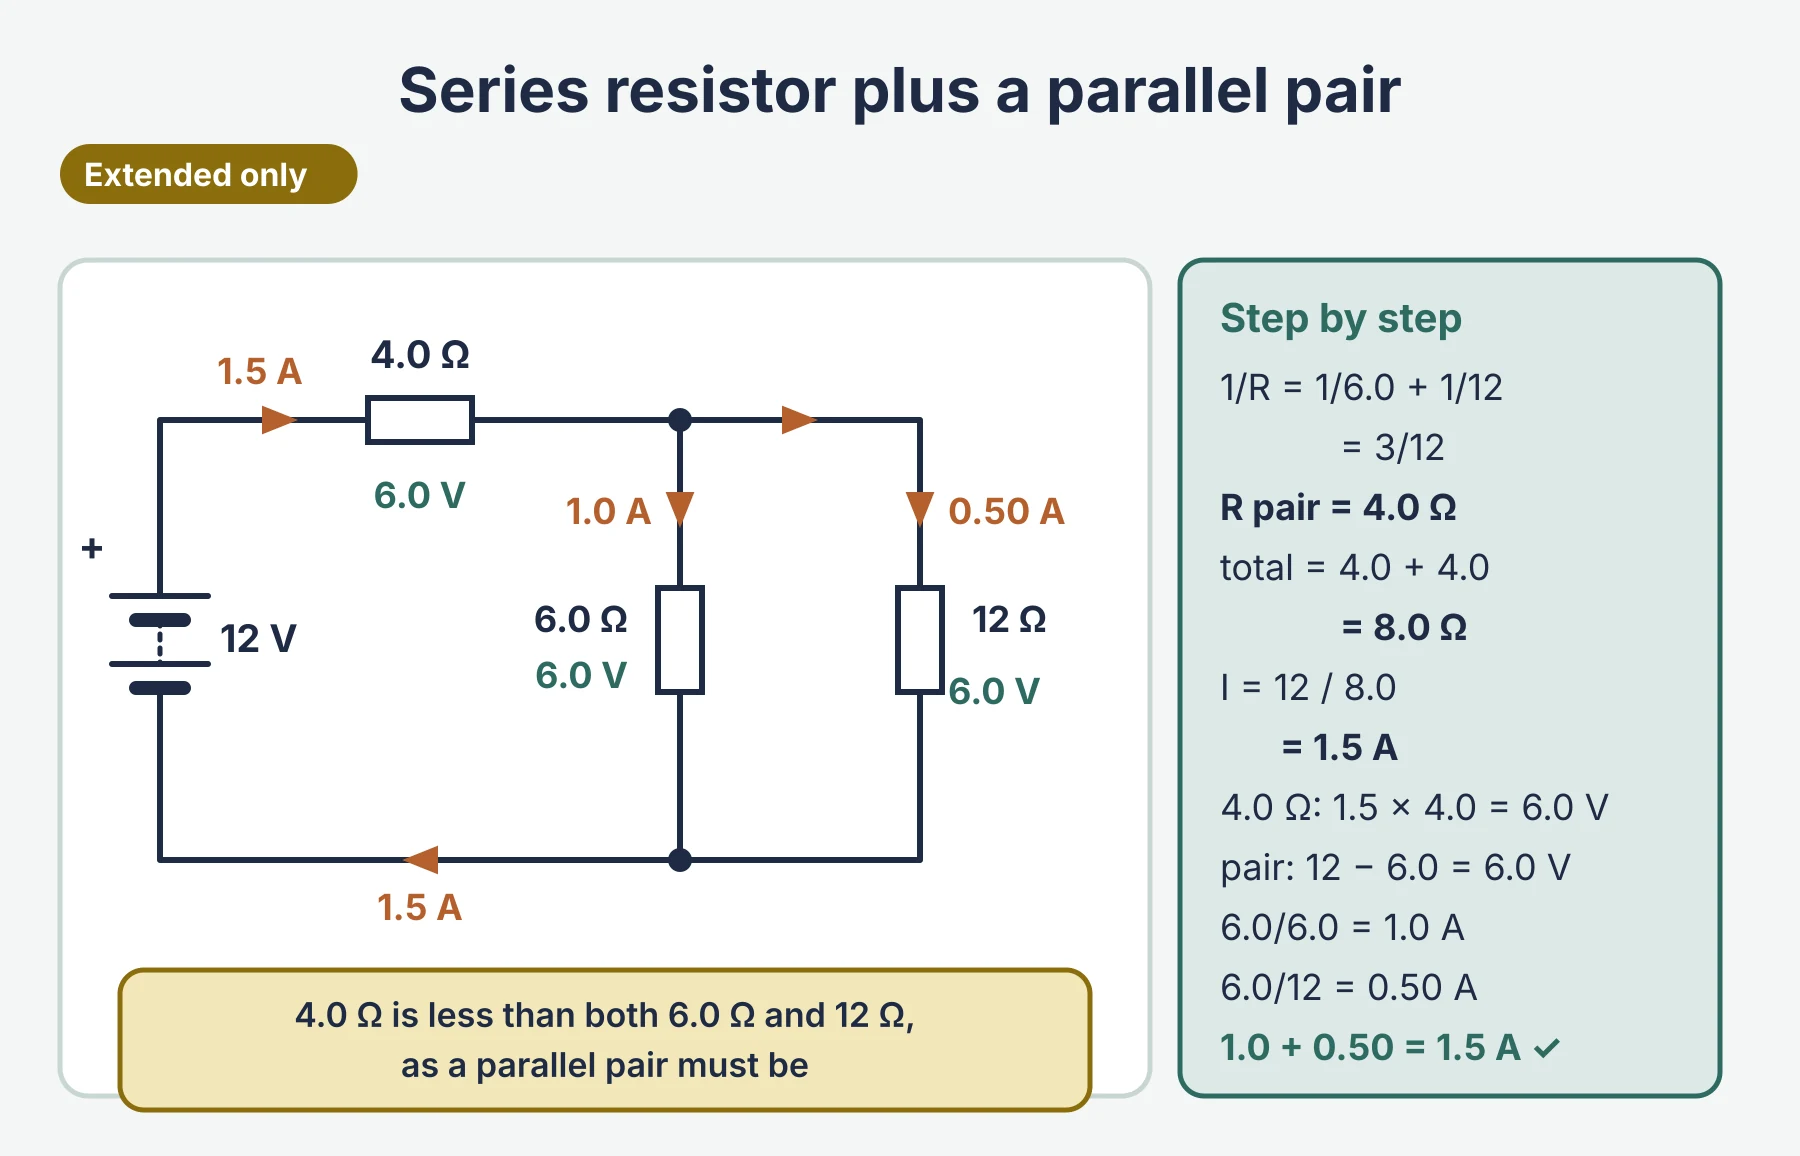 Series resistor plus a parallel pair
Extended only
1.5 A
4.0 Ω
6.0 V
1.0 A
0.50 A
+
12 V
6.0 Ω
6.0 V
12 Ω
6.0 V
1.5 A
4.0 Ω is less than both 6.0 Ω and 12 Ω,
as a parallel pair must be
Step by step
1/R = 1/6.0 + 1/12
= 3/12
R pair = 4.0 Ω
total = 4.0 + 4.0
= 8.0 Ω
I = 12 / 8.0
= 1.5 A
4.0 Ω: 1.5 × 4.0 = 6.0 V
pair: 12 − 6.0 = 6.0 V
6.0/6.0 = 1.0 A
6.0/12 = 0.50 A
1.0 + 0.50 = 1.5 A ✓